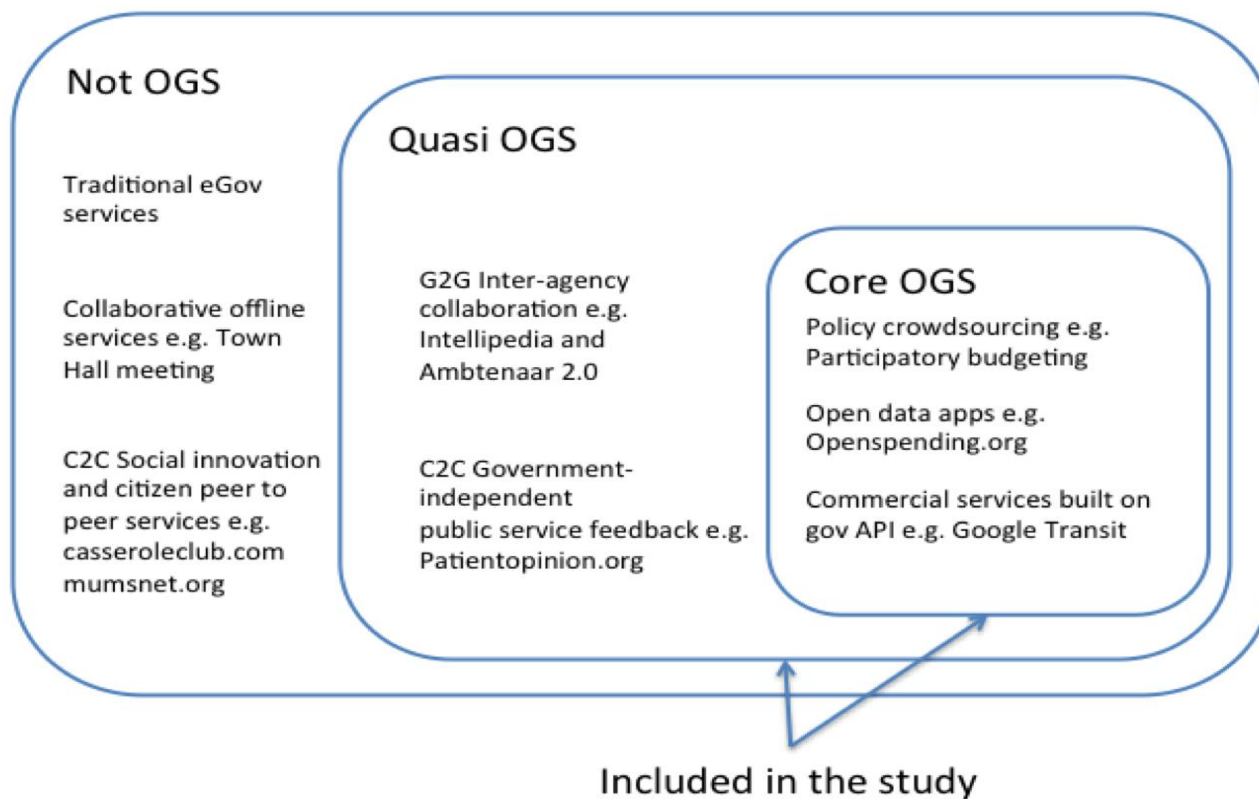 Not OGS
Traditional eGov
services
Collaborative offline
services e.g. Town
Hall meeting
C2C Social innovation
and citizen peer to
peer services e.g.
casseroleclub.com
mumsnet.org
Quasi OGS
G2G Inter-agency
collaboration e.g.
Intellipedia and
Ambtenaar 2.0
C2C Government-
independent
public service feedback e.g.
Patientopinion.org
Core OGS
Policy crowdsourcing e.g.
Participatory budgeting
Open data apps e.g.
Openspending.org
Commercial services built on
gov API e.g. Google Transit
Included in the study